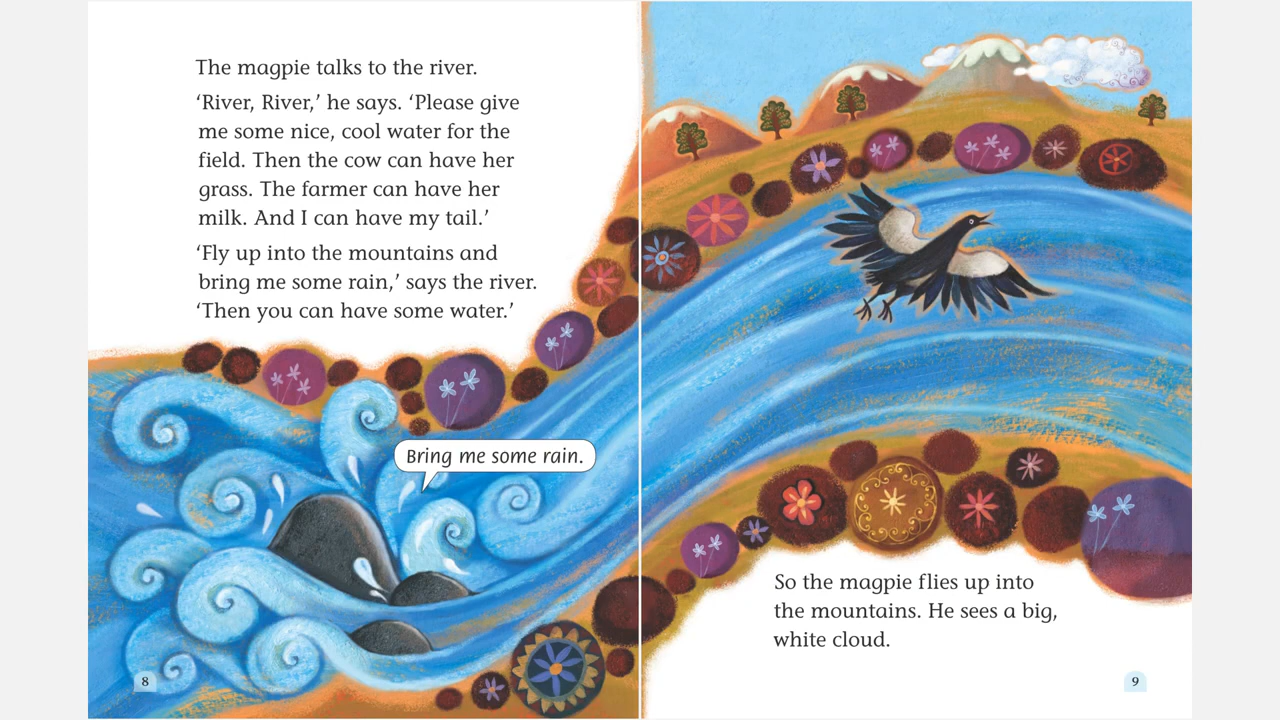 The magpie talks to the river.
‘River, River,’ he says. ‘Please give
me some nice, cool water for the
field. Then the cow can have her
grass. The farmer can have her
milk. And I can have my tail.’
‘Fly up into the mountains and
bring me some rain,’ says the river.
‘Then you can have some water.’
Bring me some rain.
8
So the magpie flies up into
the mountains. He sees a big,
white cloud.
9